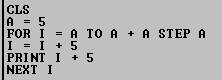 CLS
A = 5
FOR I = A TO A + A STEP A
I = I + 5
PRINT I + 5
NEXT I